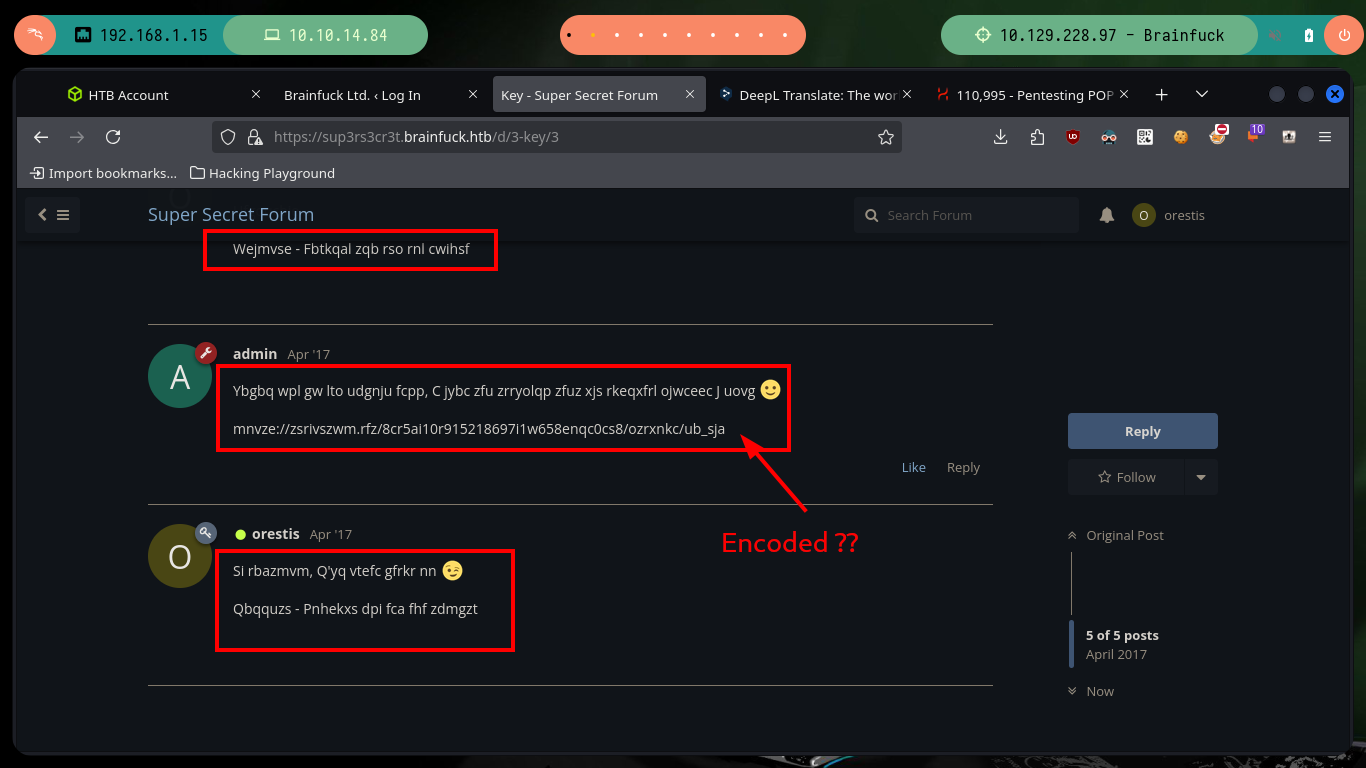 192.168.1.15
10.10.14.84
10.129.228.97 - Brainfuck
HTB Account
Brainfuck Ltd. ‹ Log In
Key - Super Secret Forum
DeepL Translate: The wor
110,995 - Pentesting POP
https://sup3rs3cr3t.brainfuck.htb/d/3-key/3
10
Import bookmarks...
Hacking Playground
Super Secret Forum
Search Forum
O
orestis
Wejmvse - Fbtkqal zqb rso rnl cwihsf
A
admin Apr '17
Ybgbq wpl gw lto udgnju fcpp, C jybc zfu zrryolqp zfuz xjs rkeqxfrl ojwceec J uovg 🙂
mnvze://zsrivszwm.rfz/8cr5ai10r915218697i1w658enqc0cs8/ozrxnkc/ub_sja
Like Reply
O
orestis Apr '17
Si rbazmvm, Q'yq vtefc gfrkr nn 😉
Qbqquzs - Pnhekxs dpi fca fhf zdmgzt
Encoded ??
Reply
Follow
Original Post
5 of 5 posts
April 2017
Now